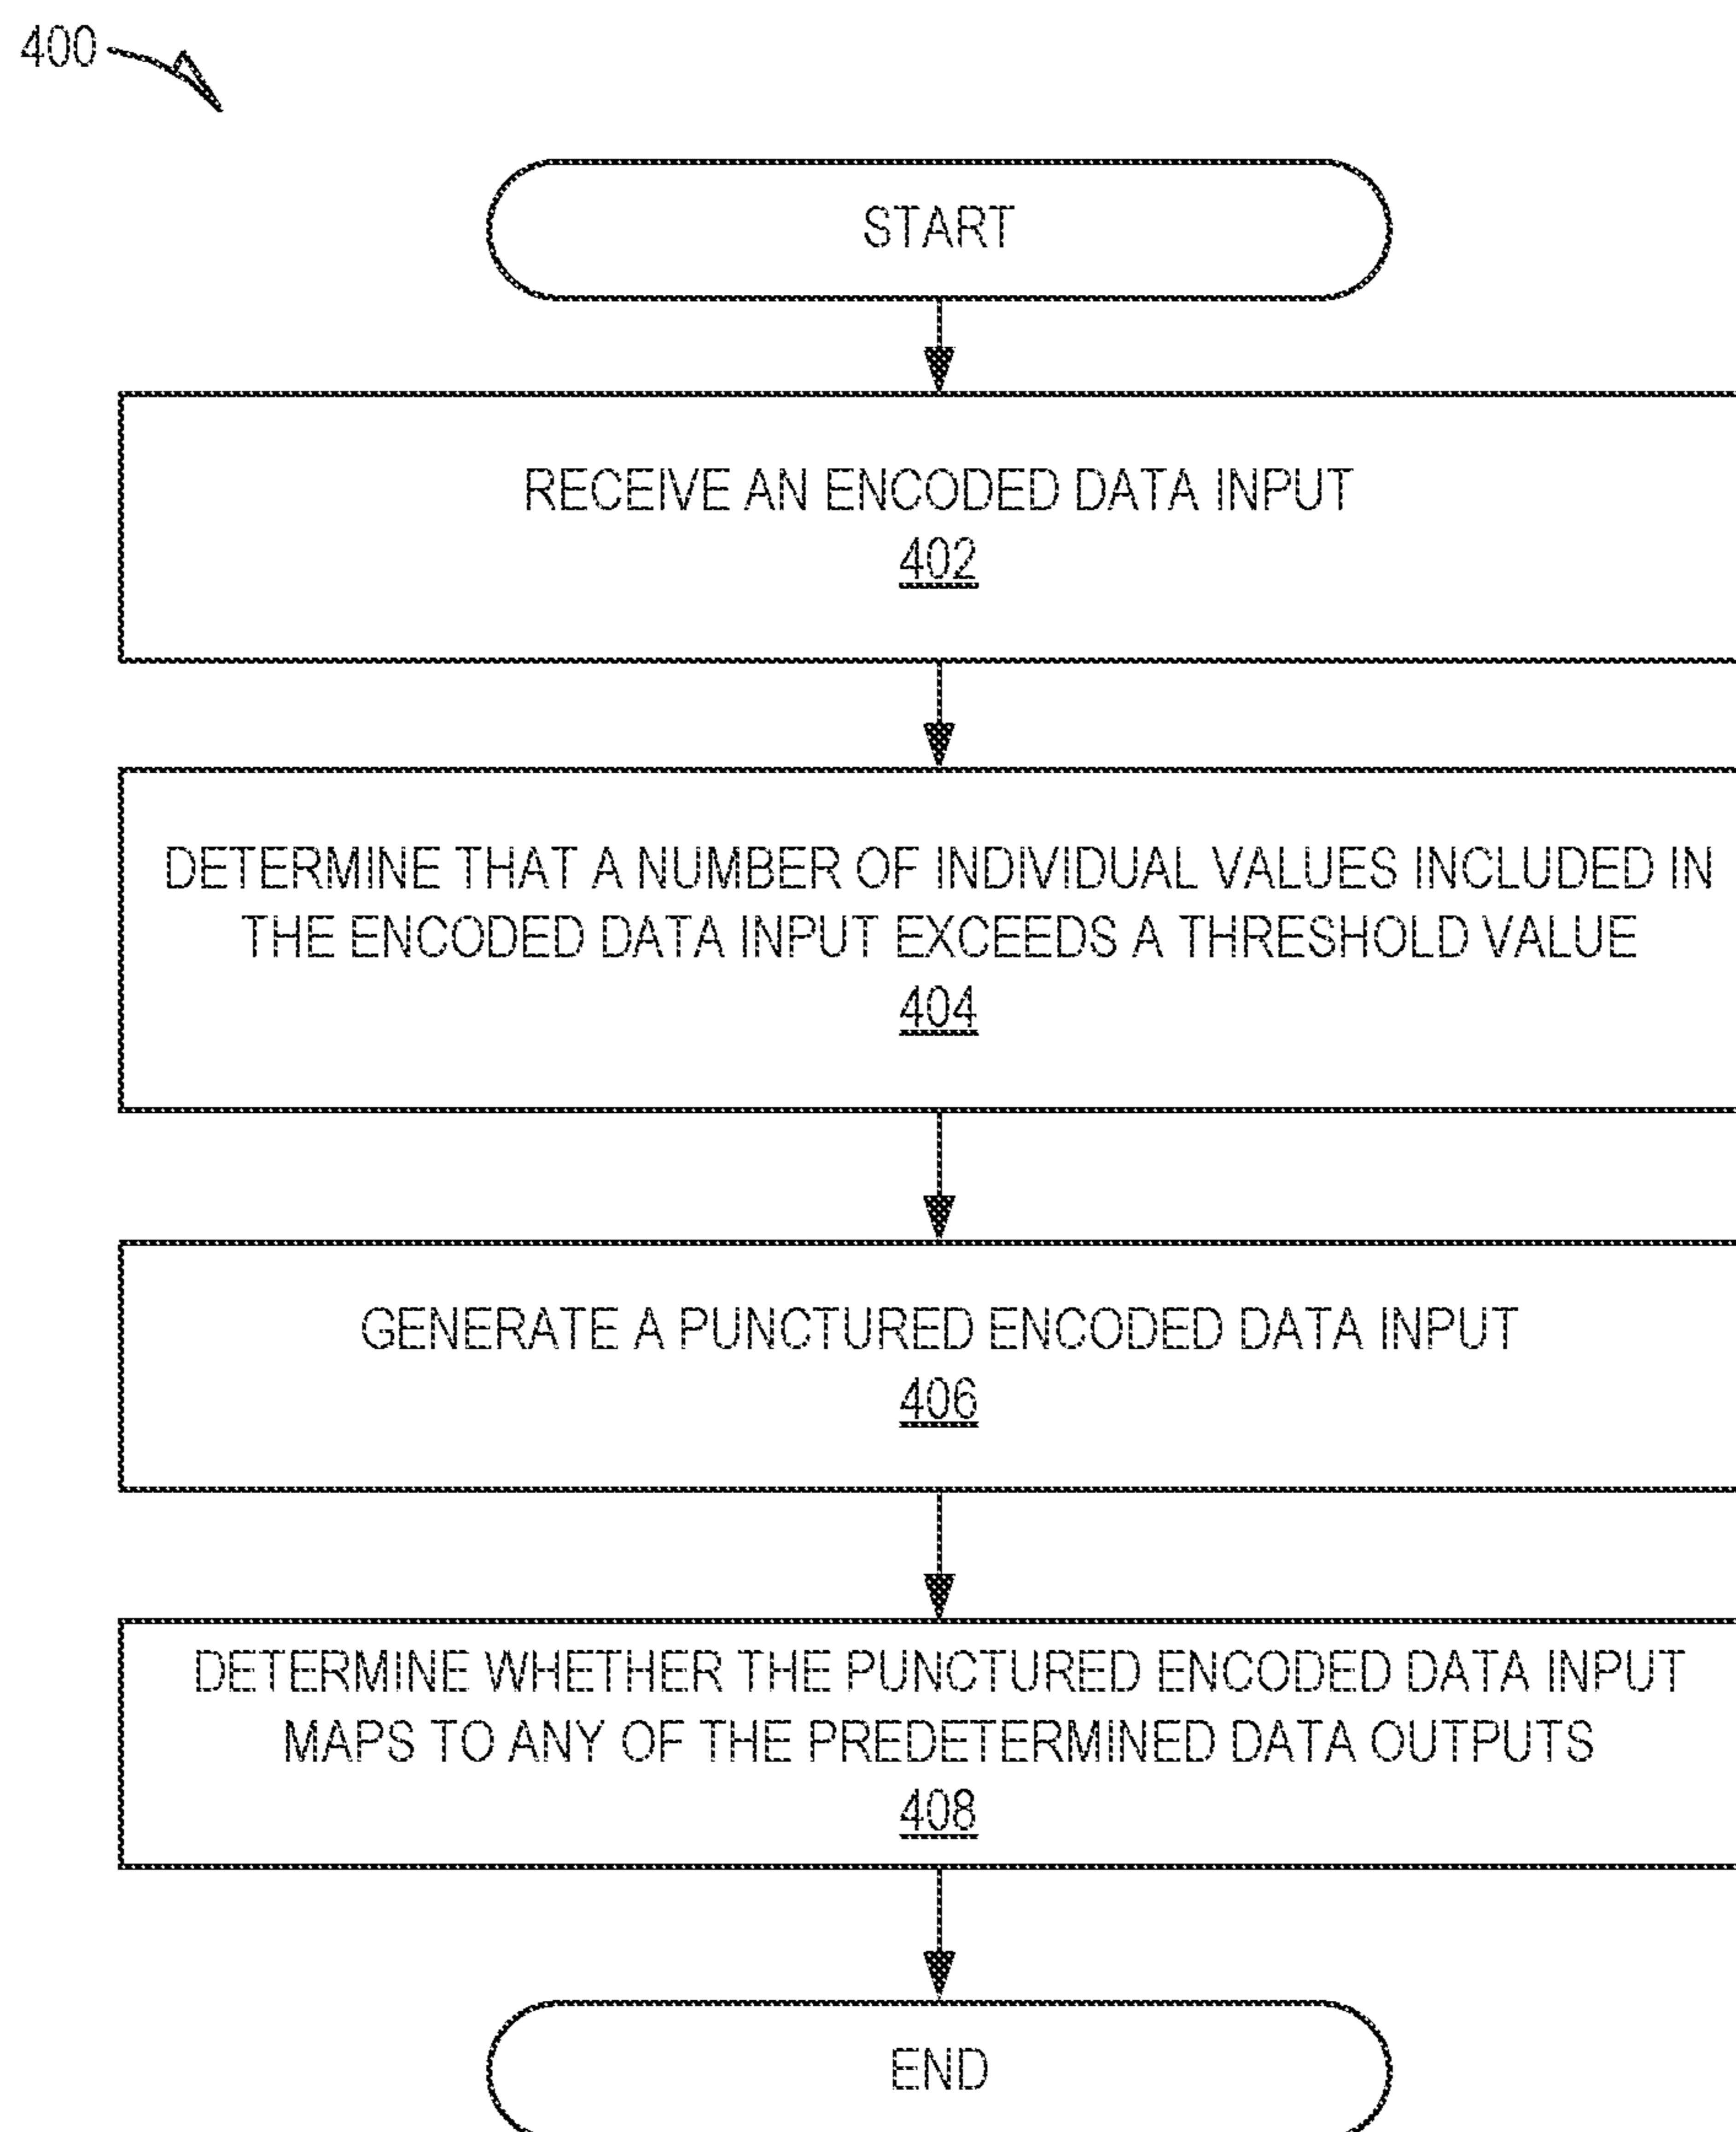 400
START
RECEIVE AN ENCODED DATA INPUT
402
DETERMINE THAT A NUMBER OF INDIVIDUAL VALUES INCLUDED IN
THE ENCODED DATA INPUT EXCEEDS A THRESHOLD VALUE
404
GENERATE A PUNCTURED ENCODED DATA INPUT
406
DETERMINE WHETHER THE PUNCTURED ENCODED DATA INPUT
MAPS TO ANY OF THE PREDETERMINED DATA OUTPUTS
408
END